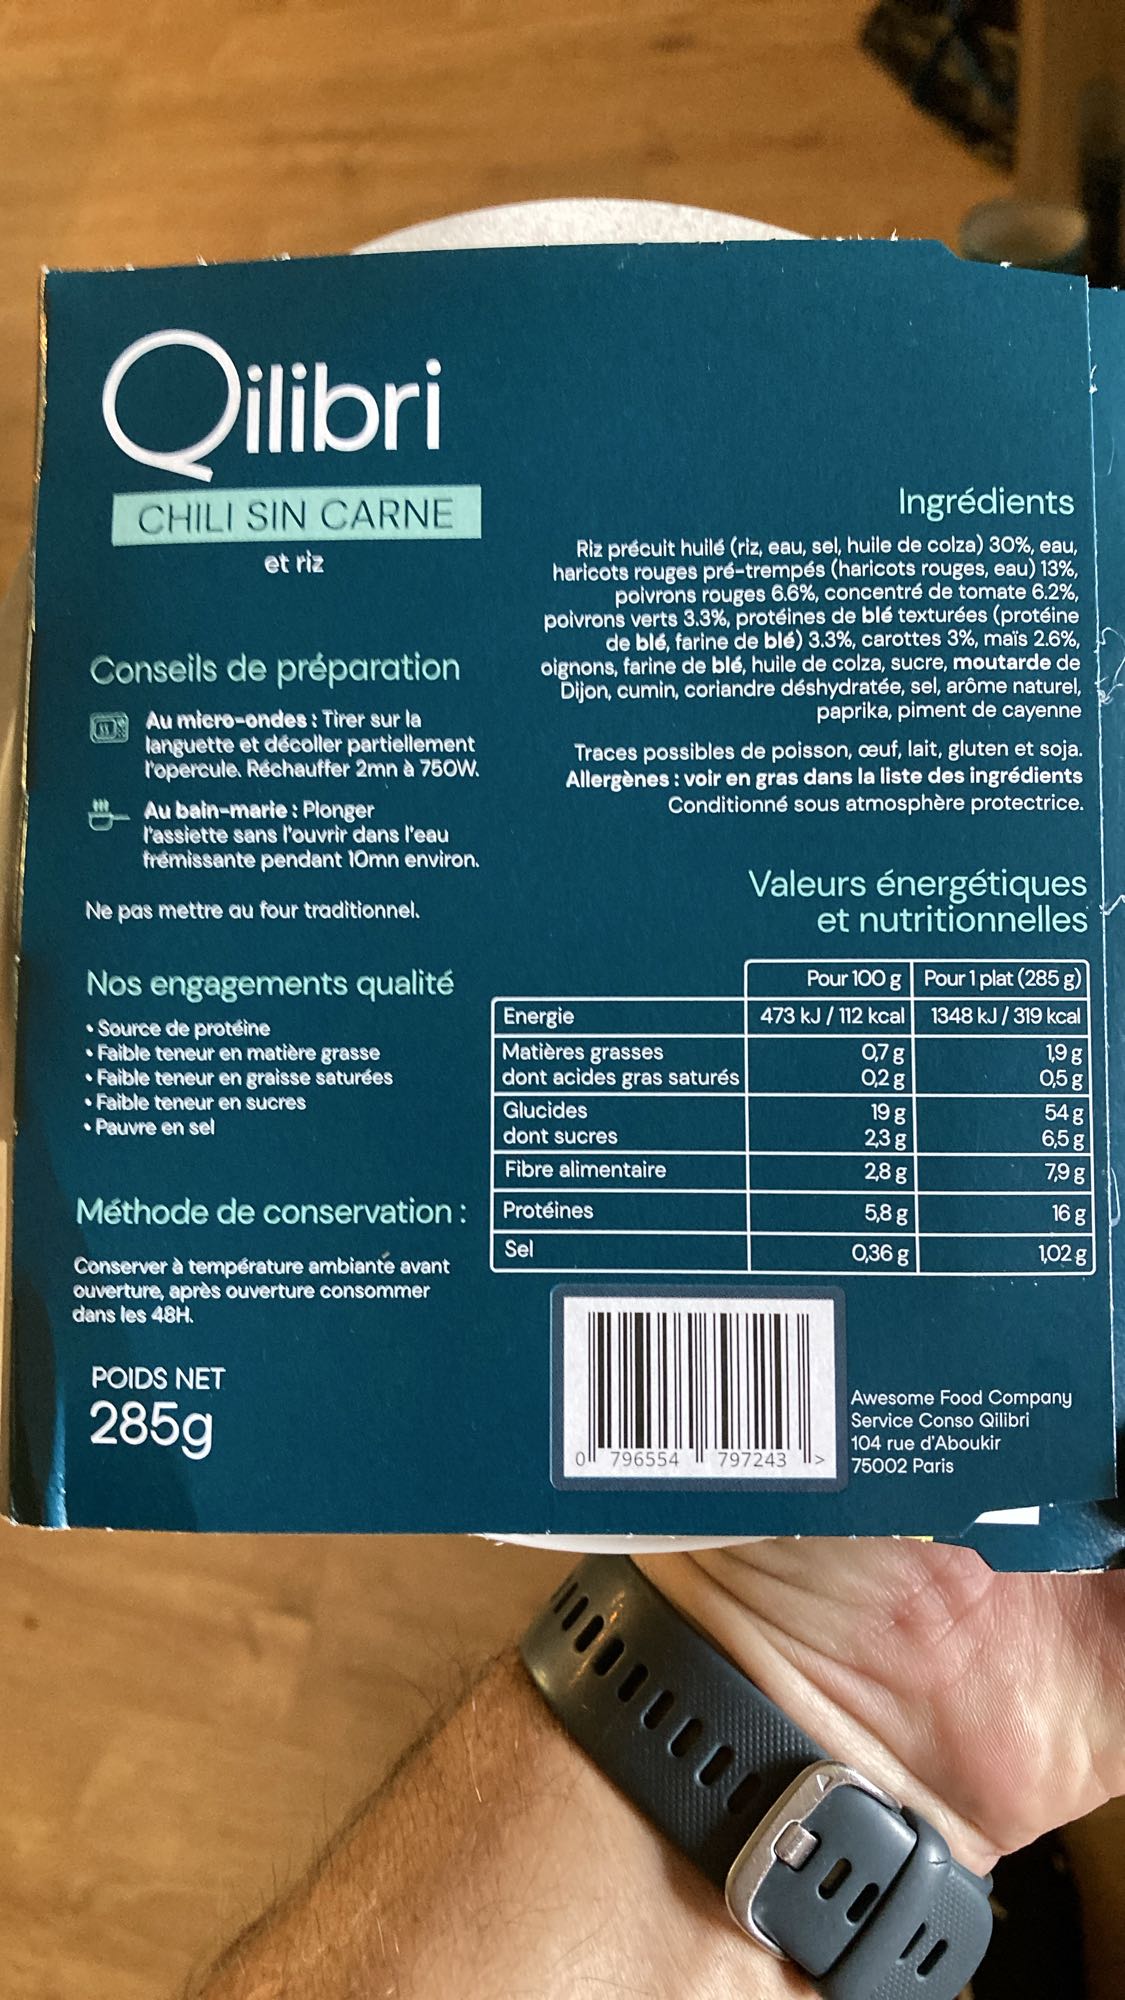 Qilibri
CHILI SIN CARNE
et riz
Conseils de préparation
Au micro-ondes : Tirer sur la
languette et décoller partiellement
l'opercule. Réchauffer 2mn à 750W.
Au bain-marie : Plonger
l'assiette sans l'ouvrir dans l'eau
frémissante pendant 10mn environ.
Ne pas mettre au four traditionnel.
Nos engagements qualité
• Source de protéine
• Faible teneur en matière grasse
• Faible teneur en graisse saturées
• Faible teneur en sucres
• Pauvre en sel
Méthode de conservation :
Conserver à température ambiante avant
ouverture, après ouverture consommer
dans les 48H.
POIDS NET
285g
Ingrédients
Riz précuit huilé (riz, eau, sel, huile de colza) 30%, eau,
haricots rouges pré-trempés (haricots rouges, eau) 13%,
poivrons rouges 6.6%, concentré de tomate 6.2%,
poivrons verts 3.3%, protéines de blé texturées (protéine
de blé, farine de blé) 3.3%, carottes 3%, maïs 2.6%,
oignons, farine de blé, huile de colza, sucre, moutarde de
Dijon, cumin, coriandre déshydratée, sel, arôme naturel,
paprika, piment de cayenne
Traces possibles de poisson, œuf, lait, gluten et soja.
Allergènes : voir en gras dans la liste des ingrédients
Conditionné sous atmosphère protectrice.
Valeurs énergétiques
et nutritionnelles
Pour 100 g Pour 1 plat (285 g)
Energie 473 kJ / 112 kcal 1348 kJ / 319 kcal
Matières grasses 0,7 g 1,9 g
dont acides gras saturés 0,2 g 0,5 g
Glucides 19 g 54 g
dont sucres 2,3 g 6,5 g
Fibre alimentaire 2,8 g 7,9 g
Protéines 5,8 g 16 g
Sel 0,36 g 1,02 g
0 796554 797243 >
Awesome Food Company
Service Conso Qilibri
104 rue d'Aboukir
75002 Paris